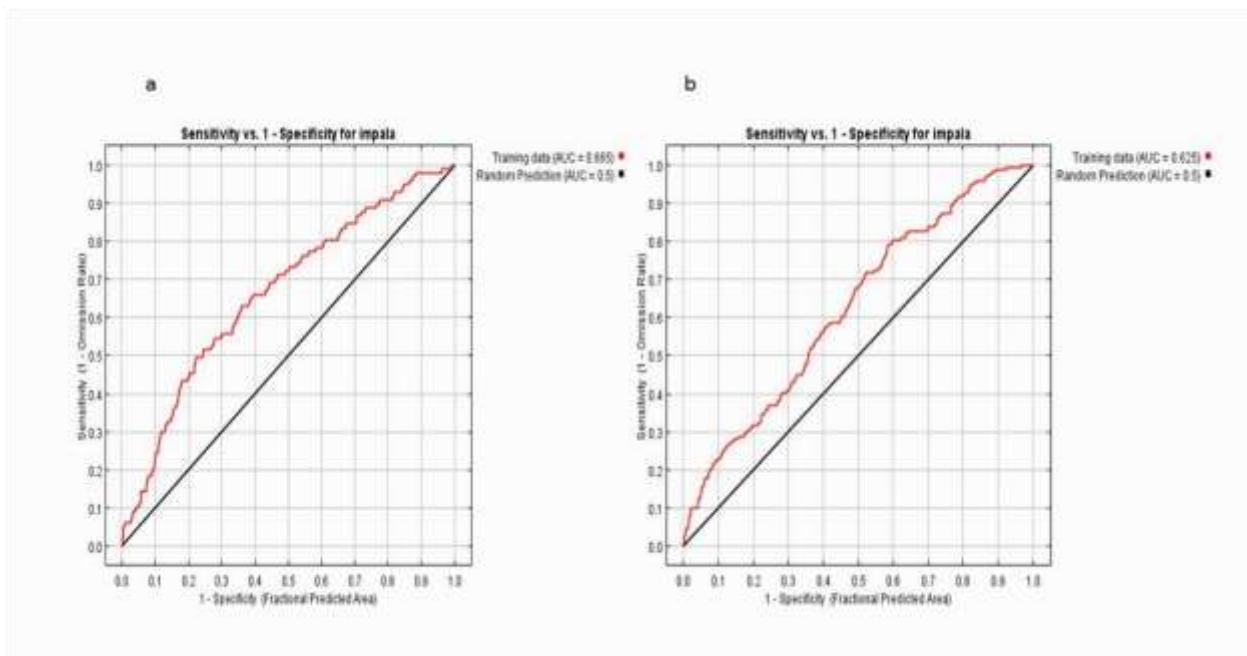 a
Sensitivity vs. 1 - Specificity for impala
Training data (AUC = 0.665)
Random Prediction (AUC = 0.5)
Sensitivity (1 - Omission Rate)
1.0
0.9
0.8
0.7
0.6
0.5
0.4
0.3
0.2
0.1
0.0
0.0 0.1 0.2 0.3 0.4 0.5 0.6 0.7 0.8 0.9 1.0
1 - Specificity (Fractional Predicted Area)
b
Sensitivity vs. 1 - Specificity for impala
Training data (AUC = 0.625)
Random Prediction (AUC = 0.5)
Sensitivity (1 - Omission Rate)
1.0
0.9
0.8
0.7
0.6
0.5
0.4
0.3
0.2
0.1
0.0
0.0 0.1 0.2 0.3 0.4 0.5 0.6 0.7 0.8 0.9 1.0
1 - Specificity (Fractional Predicted Area)